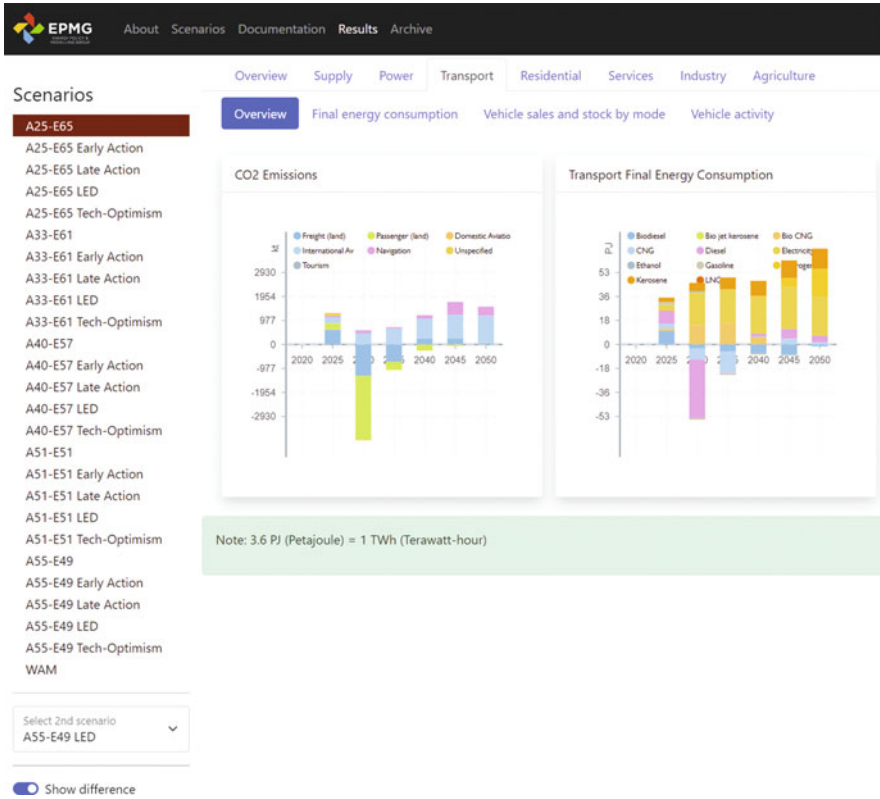 EPMG
ENERGY POLICY &
MODELLING GROUP
About Scenarios Documentation Results Archive
Scenarios
A25-E65
A25-E65 Early Action
A25-E65 Late Action
A25-E65 LED
A25-E65 Tech-Optimism
A33-E61
A33-E61 Early Action
A33-E61 Late Action
A33-E61 LED
A33-E61 Tech-Optimism
A40-E57
A40-E57 Early Action
A40-E57 Late Action
A40-E57 LED
A40-E57 Tech-Optimism
A51-E51
A51-E51 Early Action
A51-E51 Late Action
A51-E51 LED
A51-E51 Tech-Optimism
A55-E49
A55-E49 Early Action
A55-E49 Late Action
A55-E49 LED
A55-E49 Tech-Optimism
WAM
Select 2nd scenario
A55-E49 LED
Show difference
Overview Supply Power Transport Residential Services Industry Agriculture
Overview Final energy consumption Vehicle sales and stock by mode Vehicle activity
CO2 Emissions
Freight (land) Passenger (land) Domestic Aviatio
International Av Navigation Unspecified
Tourism
2930
1954
977
0
-977
-1954
-2930
2020 2025 2040 2045 2050
Transport Final Energy Consumption
PJ
Biodiesel Bio jet kerosene Bio CNG
CNG Diesel Electricity
Ethanol Gasoline
Kerosene LNG
53
36
18
0
-18
-36
-53
2020 2025 2040 2045 2050
Note: 3.6 PJ (Petajoule) = 1 TWh (Terawatt-hour)